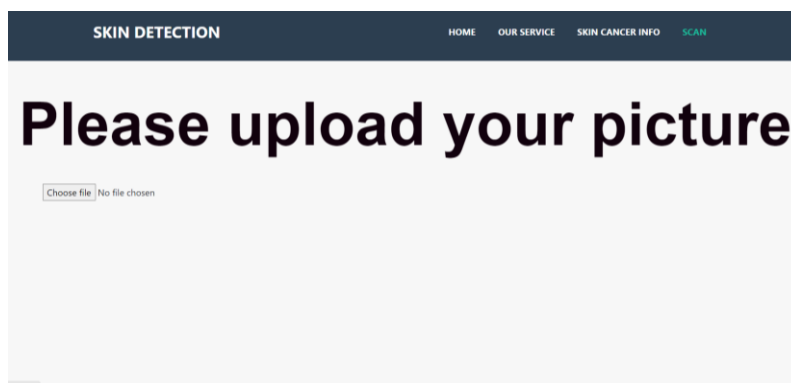 SKIN DETECTION HOME OUR SERVICE SKIN CANCER INFO SCAN
Please upload your picture
Choose file No file chosen